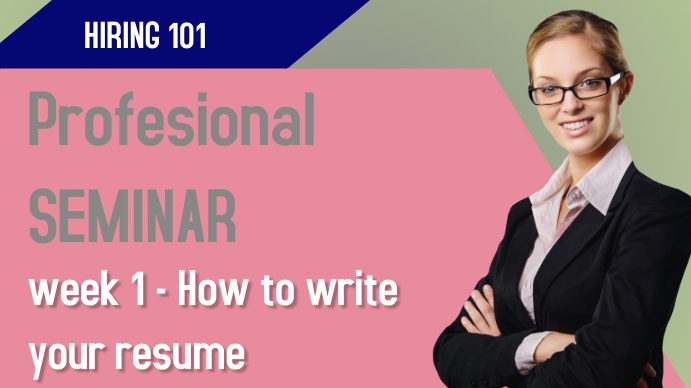 HIRING 101
Profesional
SEMINAR
week 1 - How to write
your resume